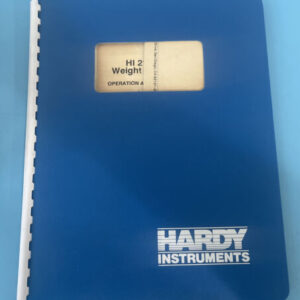 HI 2
Weight
OPERATION &
HARDY
INSTRUMENTS